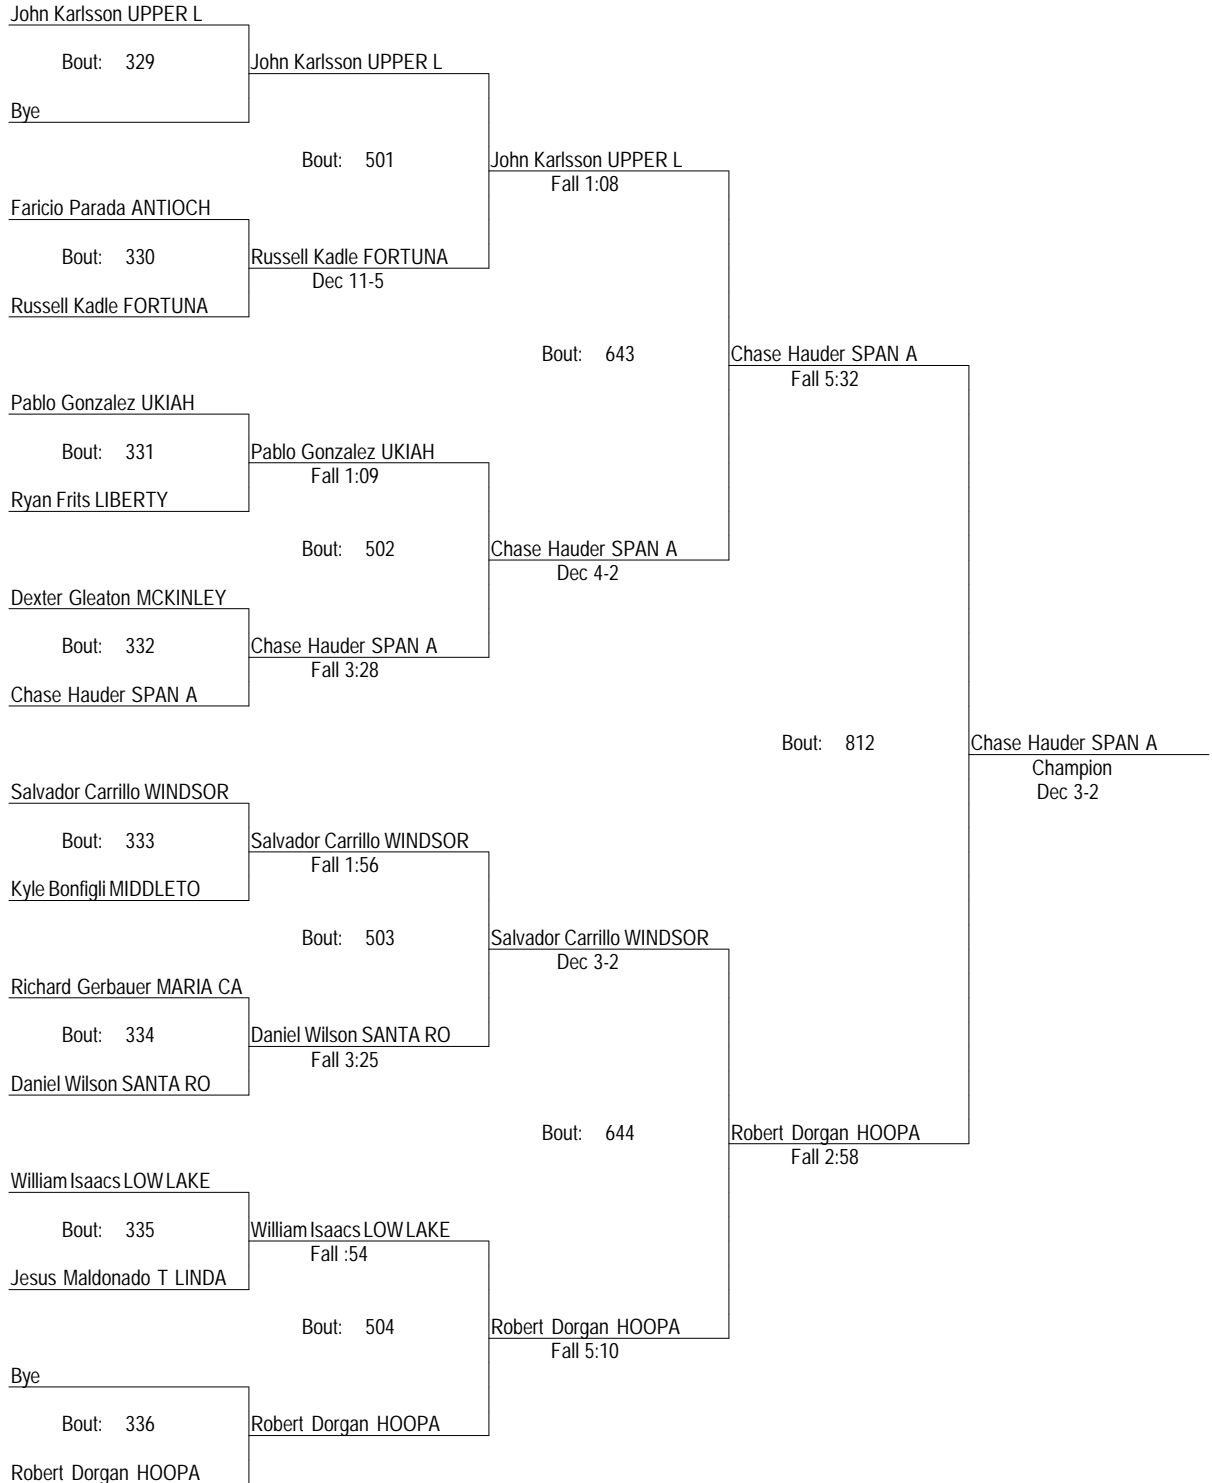 John Karlsson UPPER L
Bout: 329 John Karlsson UPPER L
Bye
Bout: 501 John Karlsson UPPER L
Fall 1:08
Faricio Parada ANTIOCH
Bout: 330 Russell Kadle FORTUNA
Dec 11-5
Russell Kadle FORTUNA
Bout: 643 Chase Hauder SPAN A
Fall 5:32
Pablo Gonzalez UKIAH
Bout: 331 Pablo Gonzalez UKIAH
Fall 1:09
Ryan Frits LIBERTY
Bout: 502 Chase Hauder SPAN A
Dec 4-2
Dexter Gleaton MCKINLEY
Bout: 332 Chase Hauder SPAN A
Fall 3:28
Chase Hauder SPAN A
Bout: 812 Chase Hauder SPAN A
Champion
Dec 3-2
Salvador Carrillo WINDSOR
Bout: 333 Salvador Carrillo WINDSOR
Fall 1:56
Kyle Bonfigli MIDDLETO
Bout: 503 Salvador Carrillo WINDSOR
Dec 3-2
Richard Gerbauer MARIA CA
Bout: 334 Daniel Wilson SANTA RO
Fall 3:25
Daniel Wilson SANTA RO
Bout: 644 Robert Dorgan HOOPA
Fall 2:58
William Isaacs LOW LAKE
Bout: 335 William Isaacs LOW LAKE
Fall :54
Jesus Maldonado T LINDA
Bout: 504 Robert Dorgan HOOPA
Fall 5:10
Bye
Bout: 336 Robert Dorgan HOOPA
Robert Dorgan HOOPA